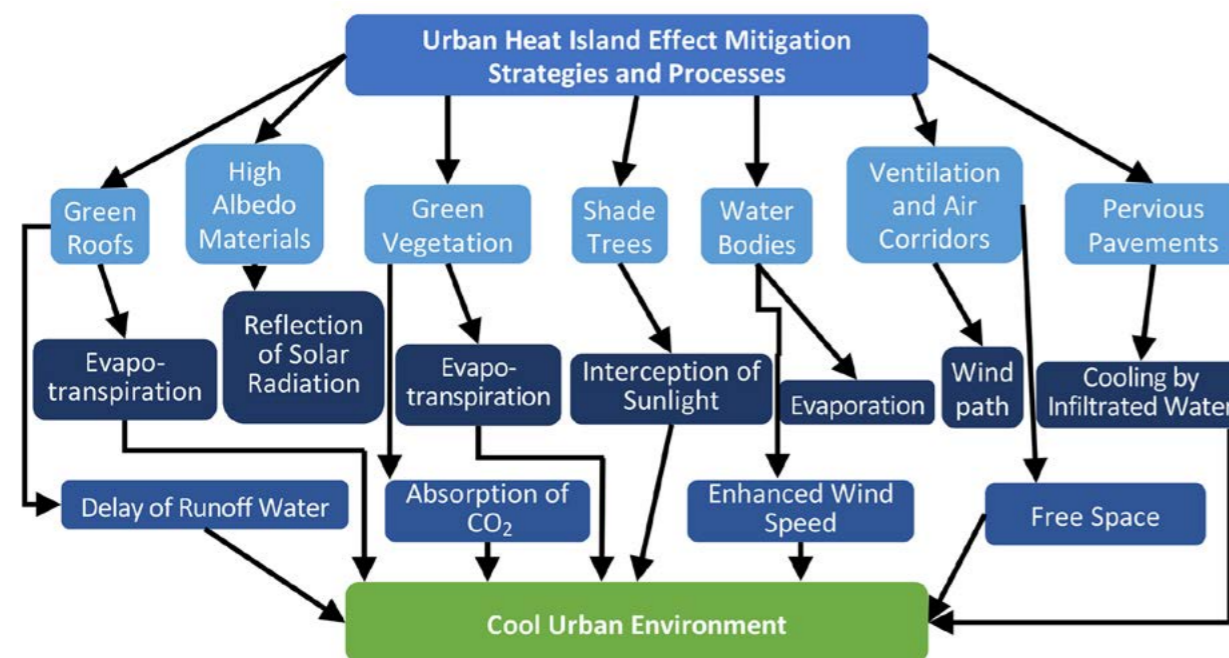 Urban Heat Island Effect Mitigation
Strategies and Processes
Green
Roofs
High
Albedo
Materials
Green
Vegetation
Shade
Trees
Water
Bodies
Ventilation
and Air
Corridors
Pervious
Pavements
Evapo-
transpiration
Reflection
of Solar
Radiation
Evapo-
transpiration
Interception of
Sunlight
Evaporation
Wind
path
Cooling by
Infiltrated Water
Delay of Runoff Water
Absorption of
CO₂
Enhanced Wind
Speed
Free Space
Cool Urban Environment